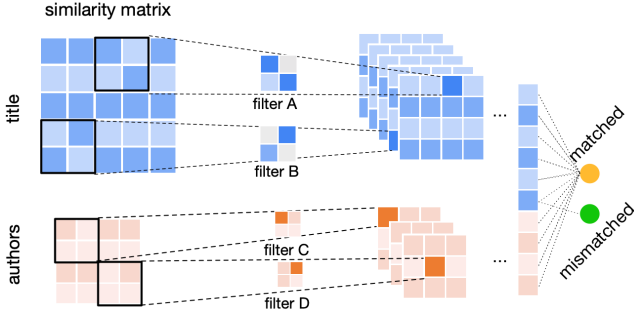 similarity matrix
title
filter A
filter B
...
matched
mismatched
authors
filter C
filter D
...